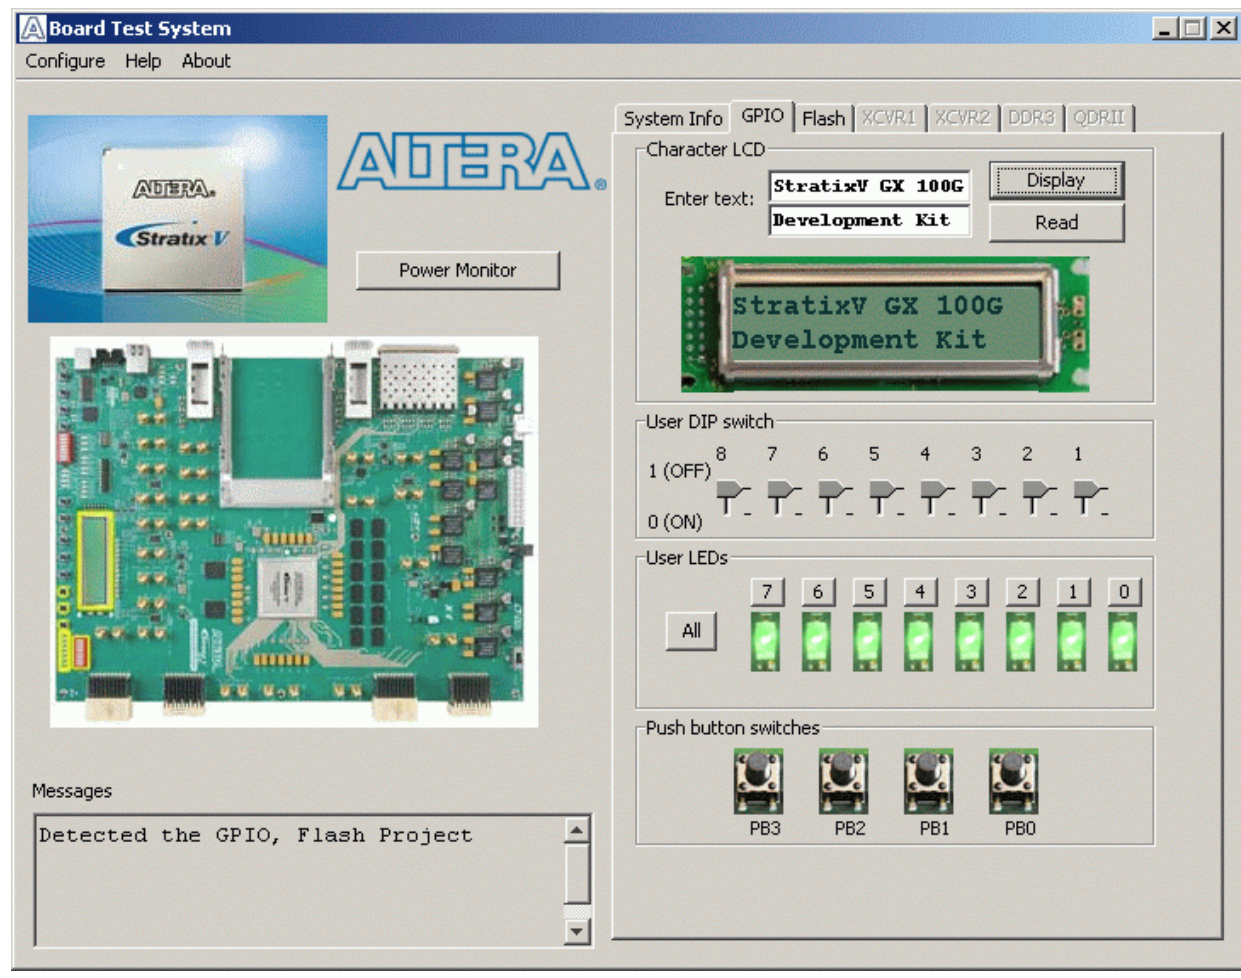 Board Test System
Configure Help About
ALTERA.
Stratix V
ALTERA®
Power Monitor
Messages
Detected the GPIO, Flash Project
System Info GPIO Flash XCVR1 XCVR2 DDR3 QDRII
Character LCD
Enter text:
StratixV GX 100G
Development Kit
Display
Read
StratixV GX 100G
Development Kit
User DIP switch
8 7 6 5 4 3 2 1
1 (OFF)
0 (ON)
User LEDs
7 6 5 4 3 2 1 0
All
Push button switches
PB3 PB2 PB1 PB0